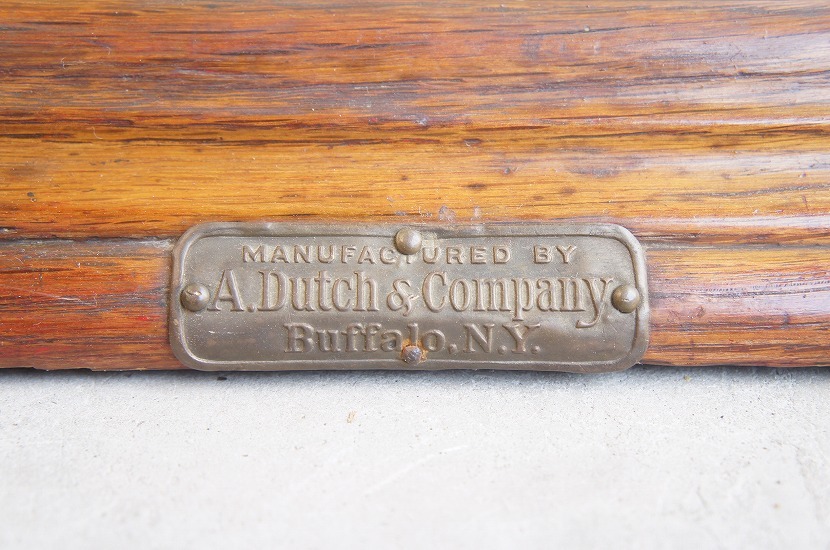 MANUFACTURED BY
A. Dutch & Company.
Buffalo, N.Y.